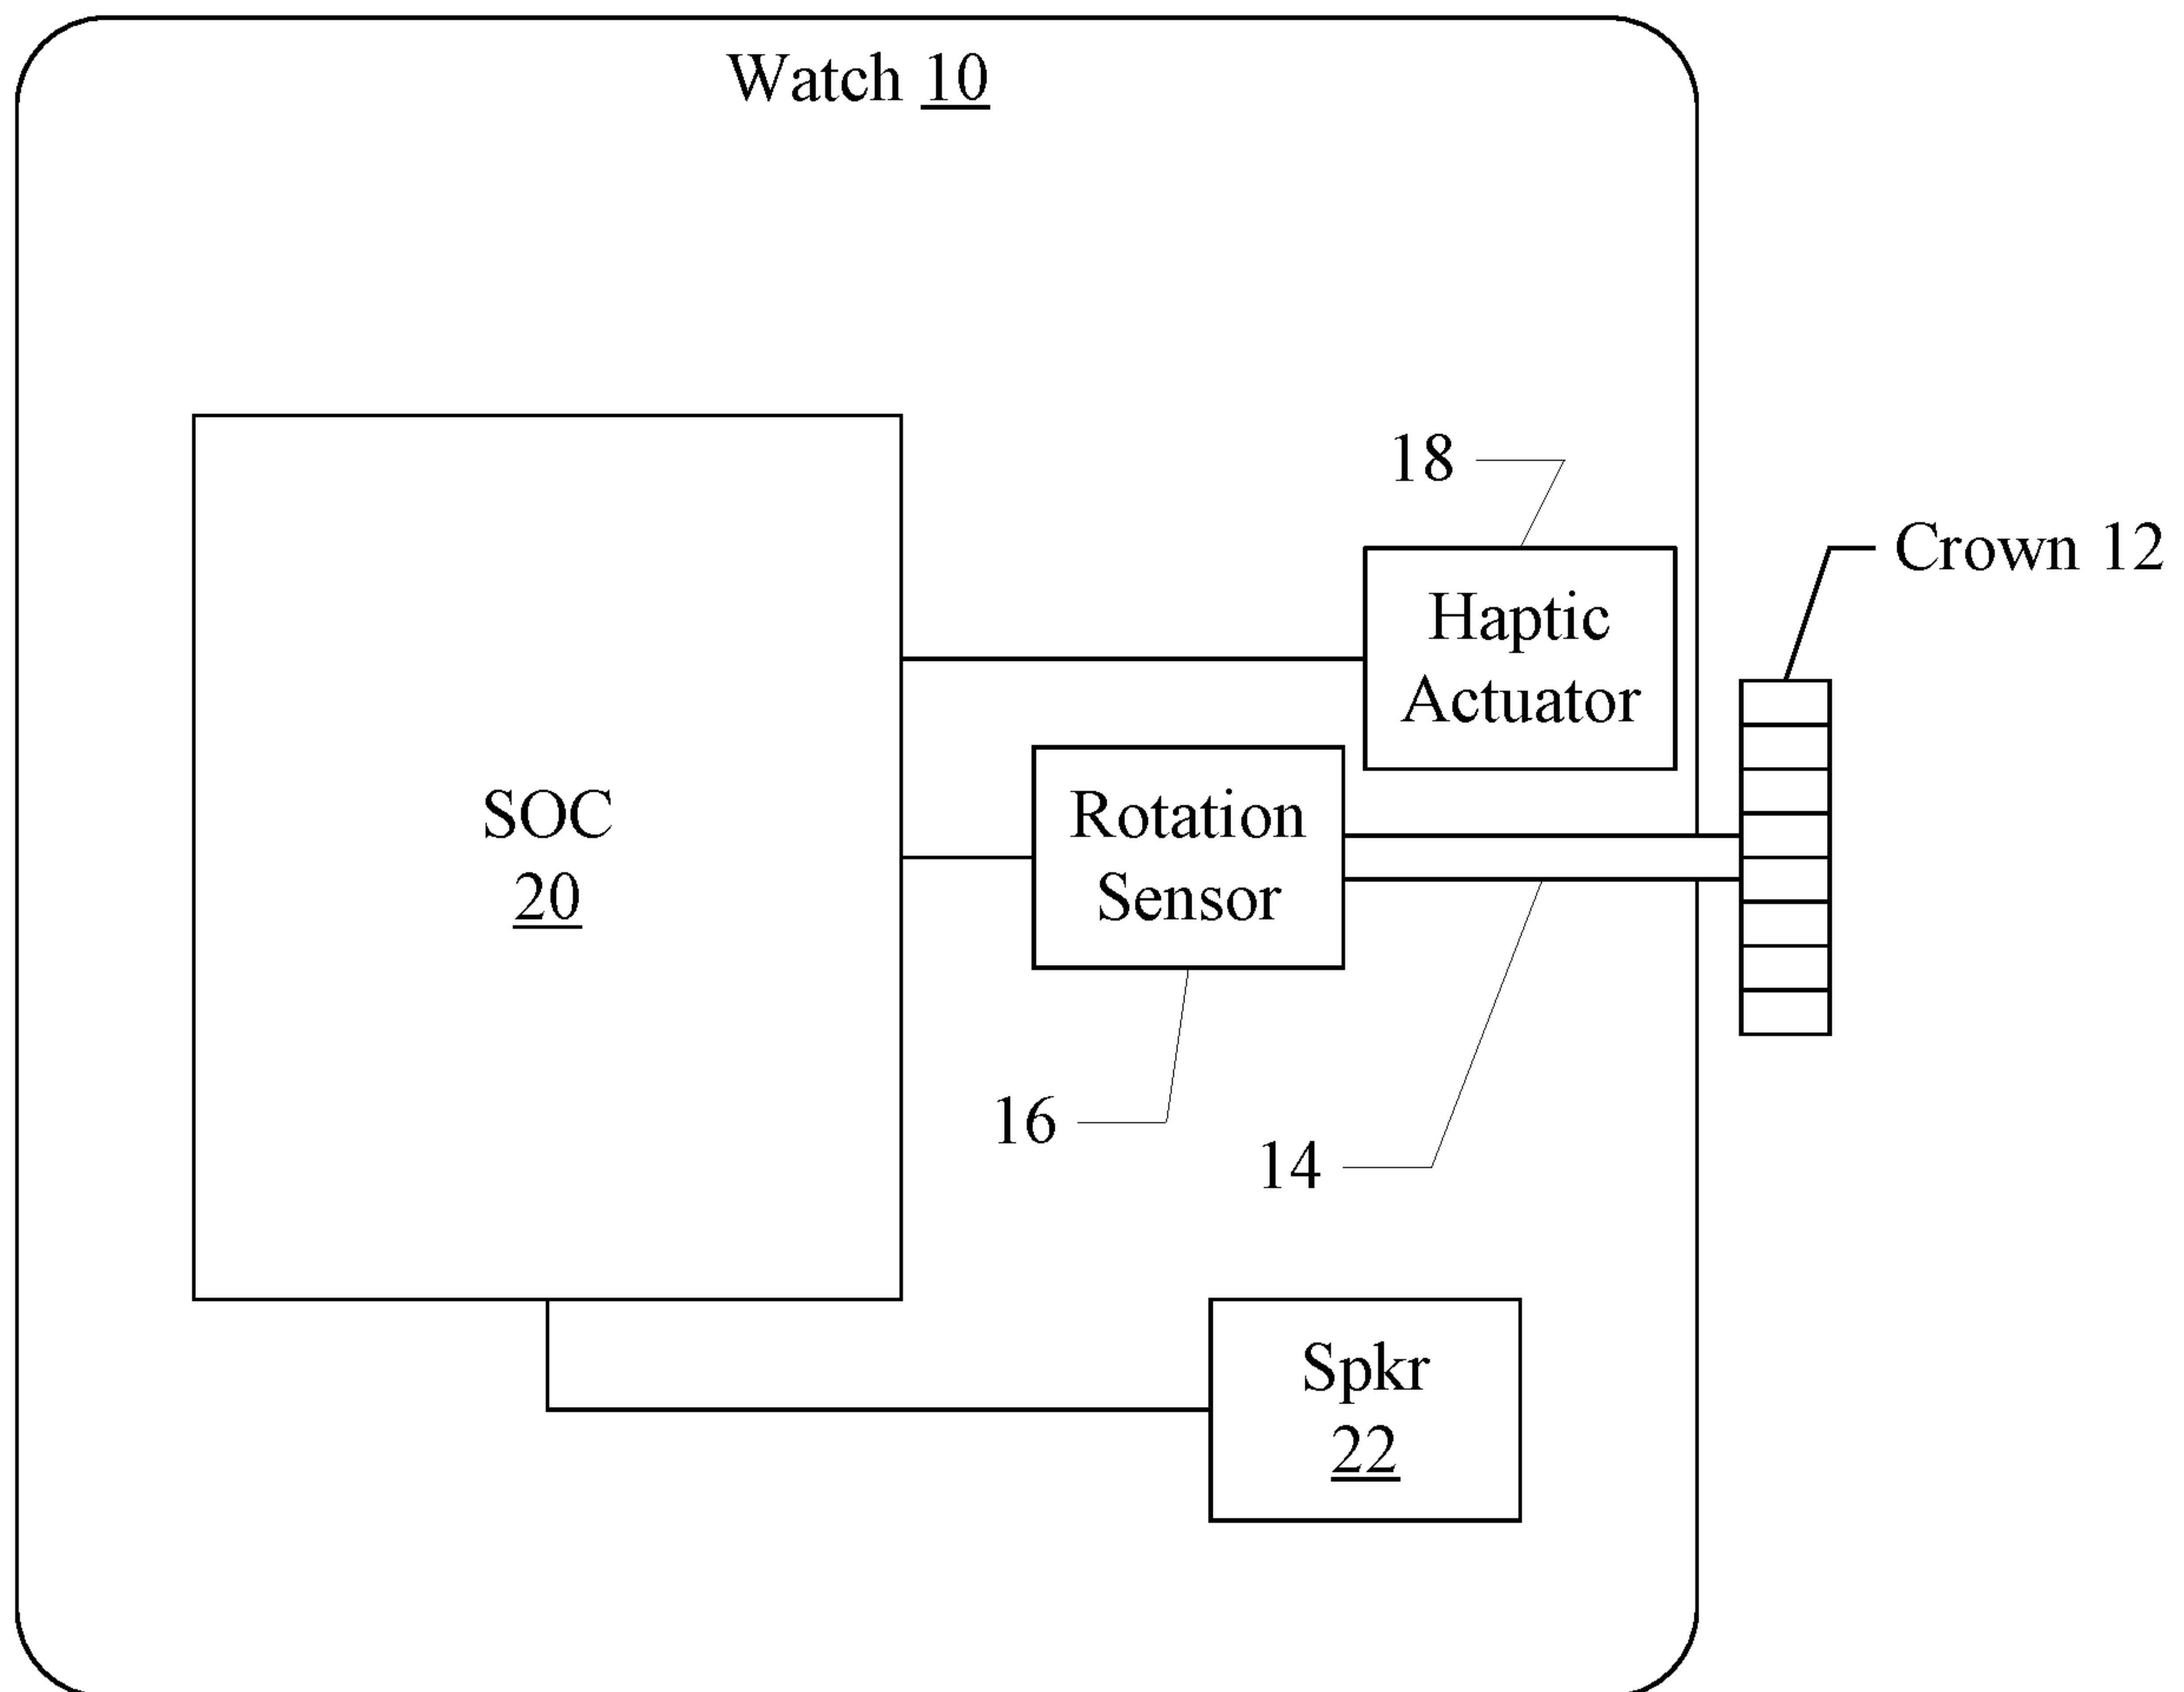 Watch 10
18
Crown 12
Haptic
Actuator
SOC
20
Rotation
Sensor
16
14
Spkr
22